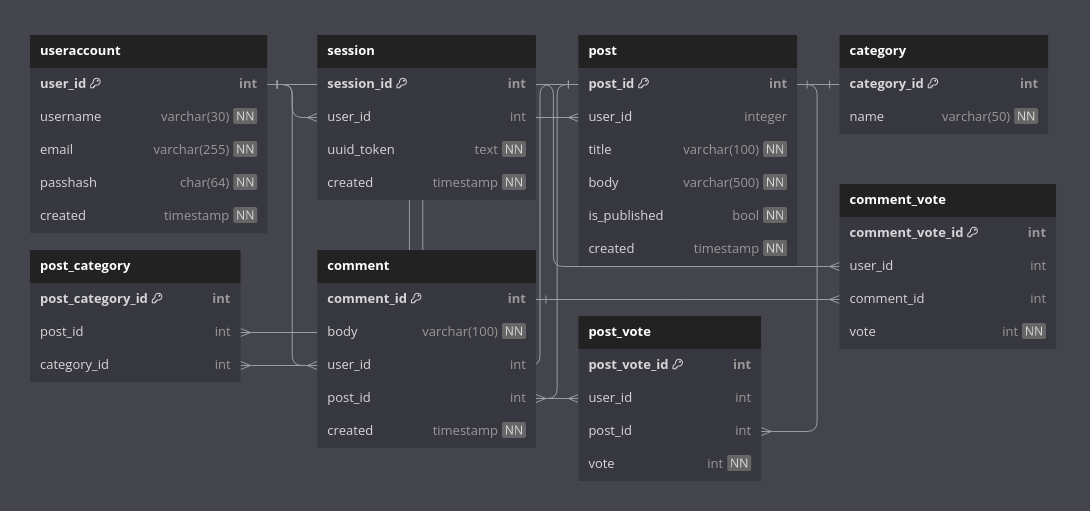 useraccount
user_id int
username varchar(30) NN
email varchar(255) NN
passhash char(64) NN
created timestamp NN
session
session_id int
user_id int
uuid_token text NN
created timestamp NN
post
post_id int
user_id integer
title varchar(100) NN
body varchar(500) NN
is_published bool NN
created timestamp NN
category
category_id int
name varchar(50) NN
comment_vote
comment_vote_id int
user_id int
comment_id int
vote int NN
post_category
post_category_id int
post_id int
category_id int
comment
comment_id int
body varchar(100) NN
user_id int
post_id int
created timestamp NN
post_vote
post_vote_id int
user_id int
post_id int
vote int NN